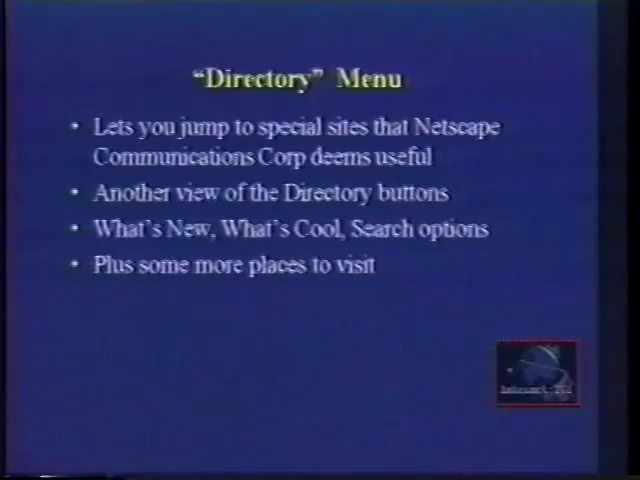 “Directory” Menu
• Lets you jump to special sites that Netscape
Communications Corp deems useful
• Another view of the Directory buttons
• What's New, What's Cool, Search options
• Plus some more places to visit